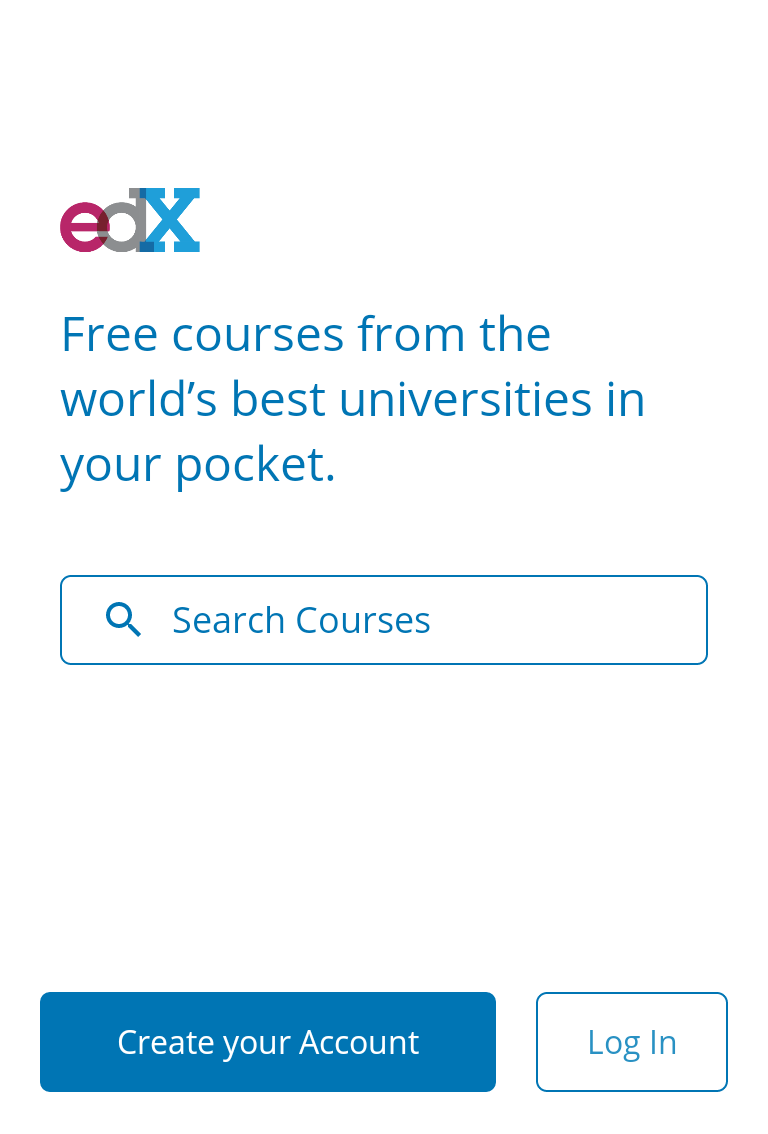 edX
Free courses from the
world’s best universities in
your pocket.
Search Courses
Create your Account
Log In